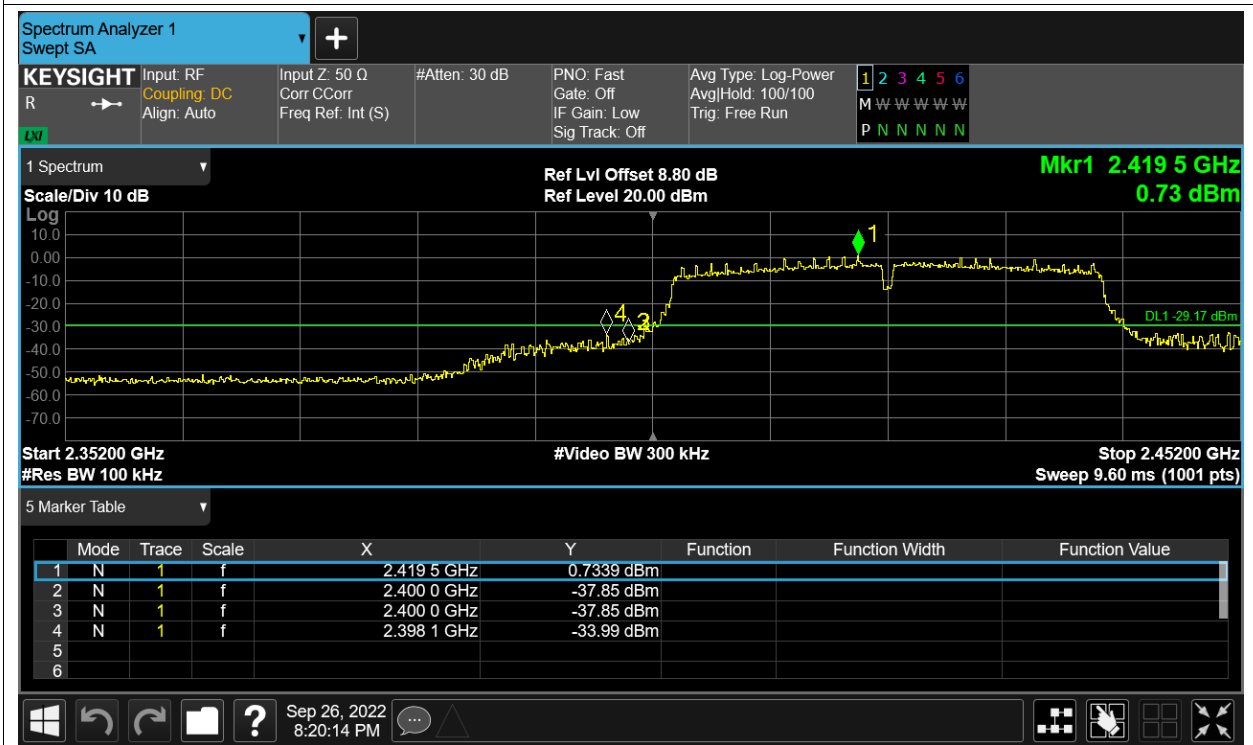 Spectrum Analyzer 1
Swept SA
+
KEYSIGHT Input: RF Input Z: 50 Ω #Atten: 30 dB PNO: Fast Avg Type: Log-Power 1 2 3 4 5 6
R Coupling: DC Corr CCorr Gate: Off Avg|Hold: 100/100 M W W W W W
Align: Auto Freq Ref: Int (S) IF Gain: Low Trig: Free Run
LXI Sig Track: Off P N N N N N
1 Spectrum Ref Lvl Offset 8.80 dB Mkr1 2.419 5 GHz
Scale/Div 10 dB Ref Level 20.00 dBm 0.73 dBm
Log
10.0
0.00
-10.0
-20.0
-30.0
-40.0
-50.0
-60.0
-70.0
1
4
3
DL1 -29.17 dBm
Start 2.35200 GHz #Video BW 300 kHz Stop 2.45200 GHz
#Res BW 100 kHz Sweep 9.60 ms (1001 pts)
5 Marker Table
Mode Trace Scale X Y Function Function Width Function Value
1 N 1 f 2.419 5 GHz 0.7339 dBm
2 N 1 f 2.400 0 GHz -37.85 dBm
3 N 1 f 2.400 0 GHz -37.85 dBm
4 N 1 f 2.398 1 GHz -33.99 dBm
5
6
? Sep 26, 2022
8:20:14 PM